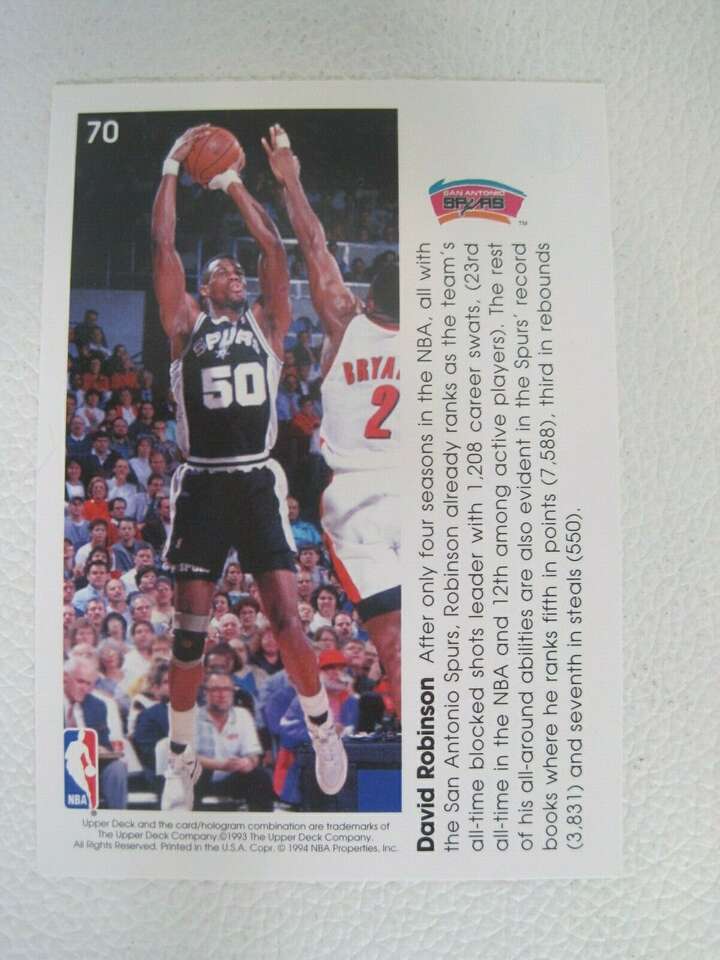 70
SPURS
50
BRYA
2
NBA
Upper Deck and the card/hologram combination are trademarks of
The Upper Deck Company.©1993 The Upper Deck Company.
All Rights Reserved. Printed in the U.S.A. Copr. © 1994 NBA Properties, Inc.
SAN ANTONIO
SPURS
TM
David Robinson After only four seasons in the NBA, all with
the San Antonio Spurs, Robinson already ranks as the team's
all-time blocked shots leader with 1,208 career swats, (23rd
all-time in the NBA and 12th among active players). The rest
of his all-around abilities are also evident in the Spurs' record
books where he ranks fifth in points (7,588), third in rebounds
(3,831) and seventh in steals (550).